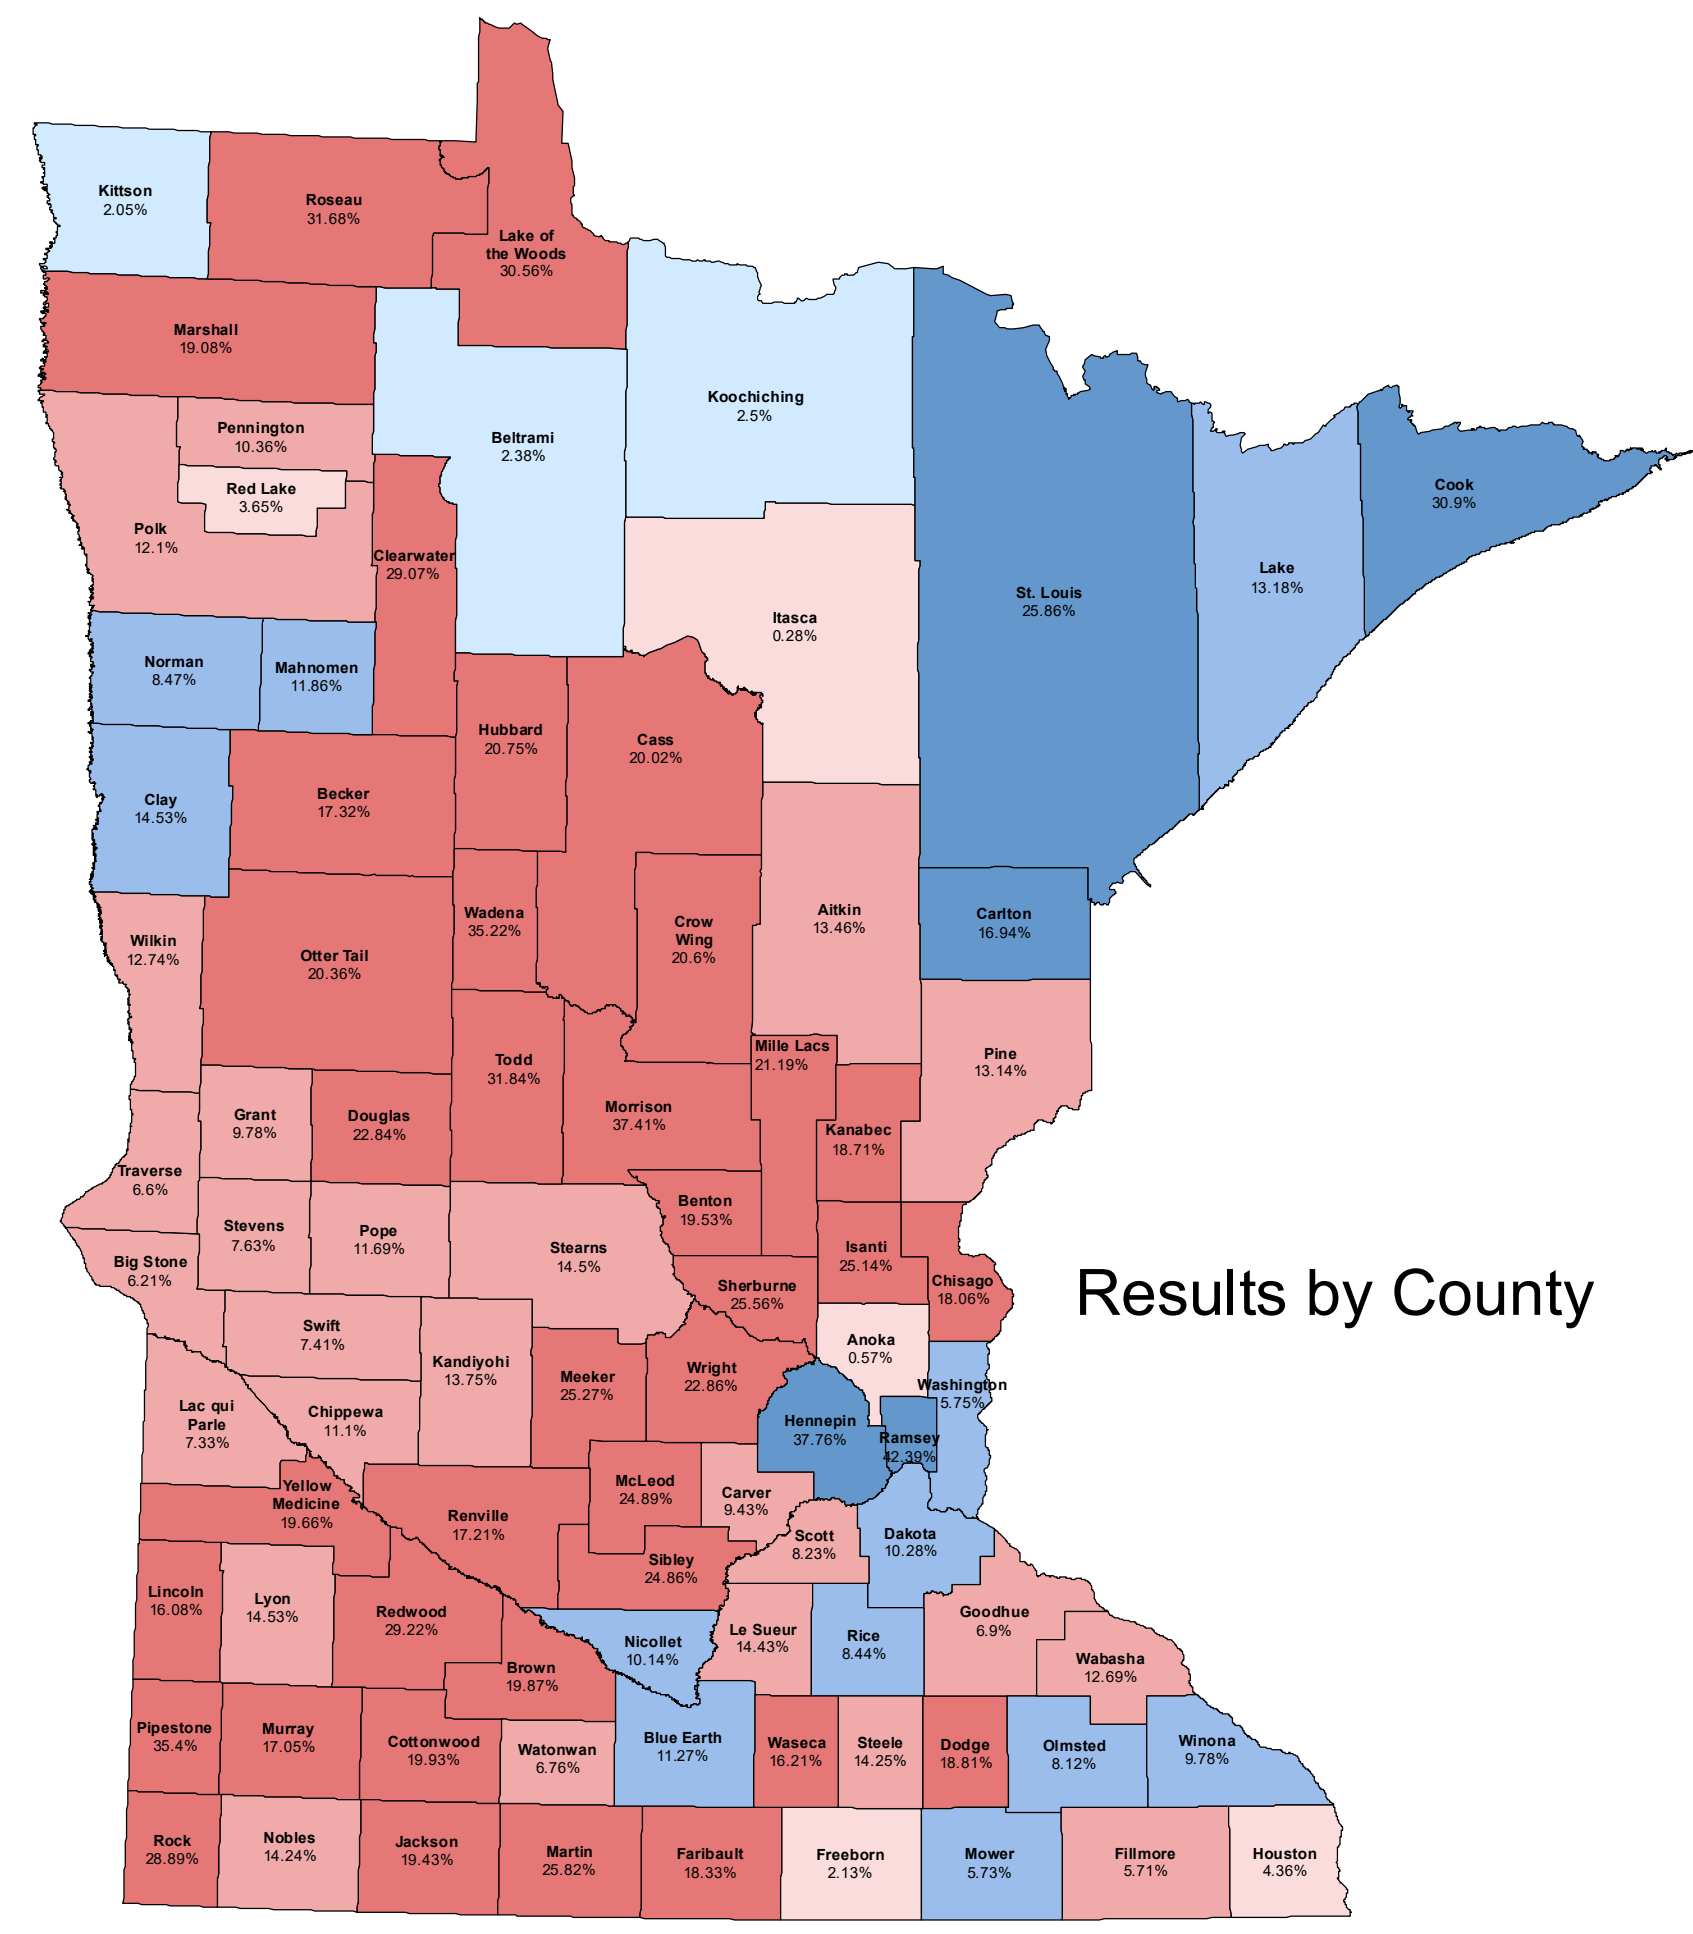 Kittson
2.05%
Roseau
31.68%
Lake of
the Woods
30.56%
Marshall
19.08%
Koochiching
2.5%
Beltrami
2.38%
Pennington
10.36%
Red Lake
3.65%
Polk
12.1%
Clearwater
29.07%
Cook
30.9%
Lake
13.18%
St. Louis
25.86%
Itasca
0.28%
Norman
8.47%
Mahnomen
11.86%
Hubbard
20.75%
Cass
20.02%
Clay
14.53%
Becker
17.32%
Wadena
35.22%
Crow
Wing
20.6%
Aitkin
13.46%
Carlton
16.94%
Wilkin
12.74%
Otter Tail
20.36%
Todd
31.84%
Mille Lacs
21.19%
Pine
13.14%
Grant
9.78%
Douglas
22.84%
Morrison
37.41%
Kanabec
18.71%
Traverse
6.6%
Benton
19.53%
Stevens
7.63%
Pope
11.69%
Stearns
14.5%
Isanti
25.14%
Big Stone
6.21%
Sherburne
25.56%
Chisago
18.06%
Results by County
Swift
7.41%
Anoka
0.57%
Kandiyohi
13.75%
Meeker
25.27%
Wright
22.86%
Washington
5.75%
Lac qui
Parle
7.33%
Chippewa
11.1%
Hennepin
37.76%
Ramsey
42.39%
Yellow
Medicine
19.66%
McLeod
24.89%
Carver
9.43%
Renville
17.21%
Scott
8.23%
Dakota
10.28%
Sibley
24.86%
Lincoln
16.08%
Lyon
14.53%
Redwood
29.22%
Goodhue
6.9%
Nicollet
10.14%
Le Sueur
14.43%
Rice
8.44%
Wabasha
12.69%
Brown
19.87%
Pipestone
35.4%
Murray
17.05%
Cottonwood
19.93%
Watonwan
6.76%
Blue Earth
11.27%
Waseca
16.21%
Steele
14.25%
Dodge
18.81%
Olmsted
8.12%
Winona
9.78%
Rock
28.89%
Nobles
14.24%
Jackson
19.43%
Martin
25.82%
Faribault
18.33%
Freeborn
2.13%
Mower
5.73%
Fillmore
5.71%
Houston
4.36%